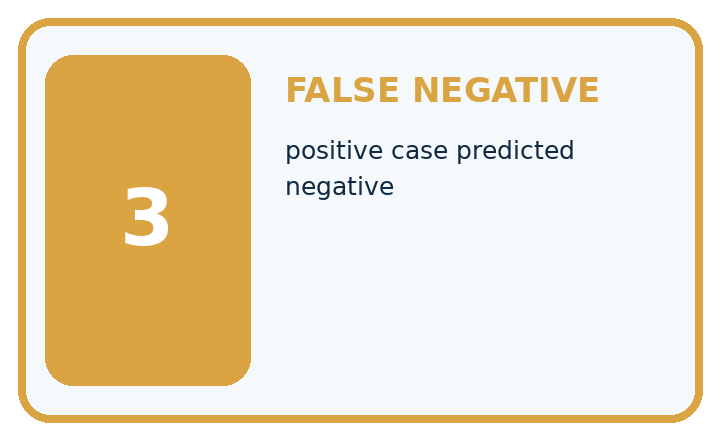 3
FALSE NEGATIVE
positive case predicted
negative